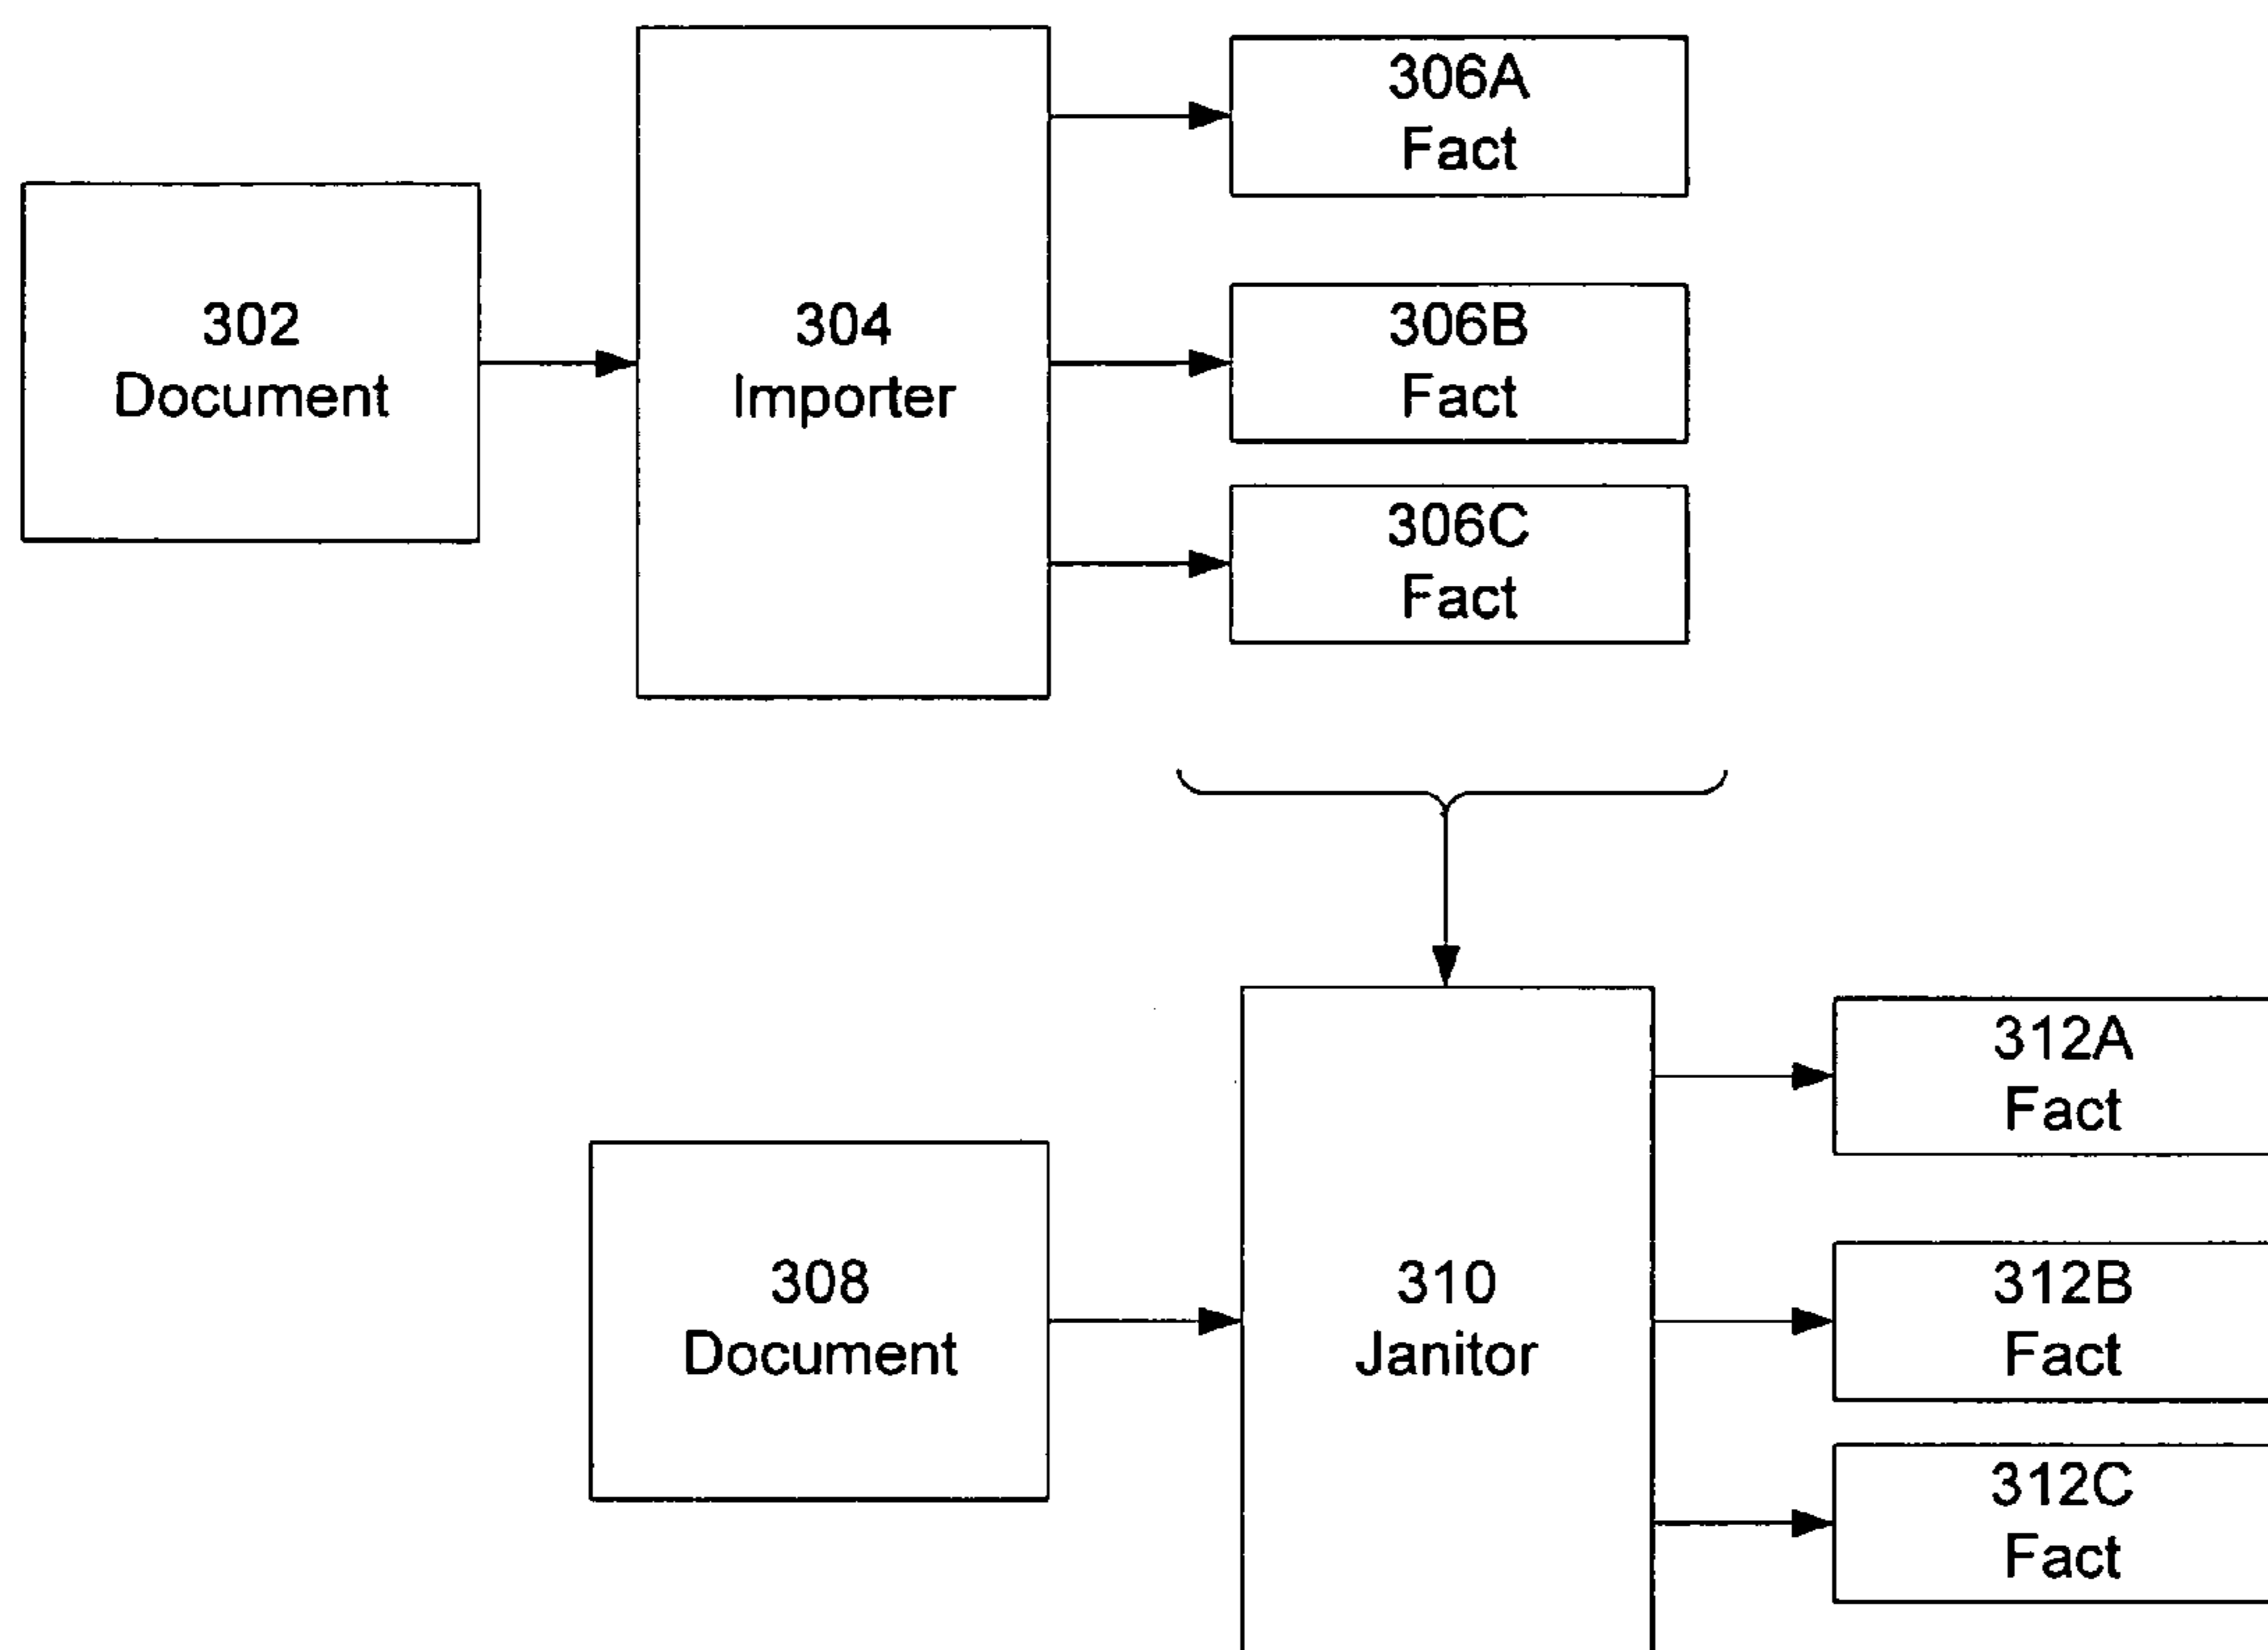 306A
Fact
302
Document
304
Importer
306B
Fact
306C
Fact
312A
Fact
308
Document
310
Janitor
312B
Fact
312C
Fact